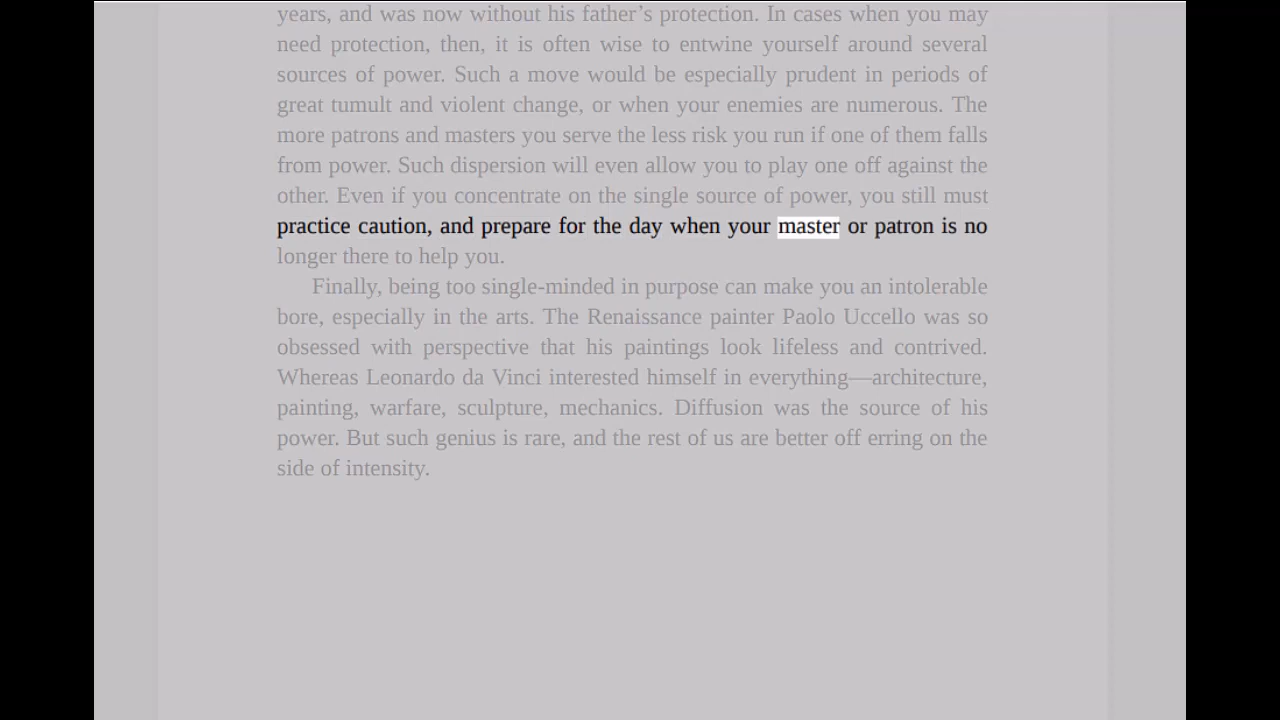 years, and was now without his father’s protection. In cases when you may
need protection, then, it is often wise to entwine yourself around several
sources of power. Such a move would be especially prudent in periods of
great tumult and violent change, or when your enemies are numerous. The
more patrons and masters you serve the less risk you run if one of them falls
from power. Such dispersion will even allow you to play one off against the
other. Even if you concentrate on the single source of power, you still must
practice caution, and prepare for the day when your master or patron is no
longer there to help you.
Finally, being too single-minded in purpose can make you an intolerable
bore, especially in the arts. The Renaissance painter Paolo Uccello was so
obsessed with perspective that his paintings look lifeless and contrived.
Whereas Leonardo da Vinci interested himself in everything—architecture,
painting, warfare, sculpture, mechanics. Diffusion was the source of his
power. But such genius is rare, and the rest of us are better off erring on the
side of intensity.